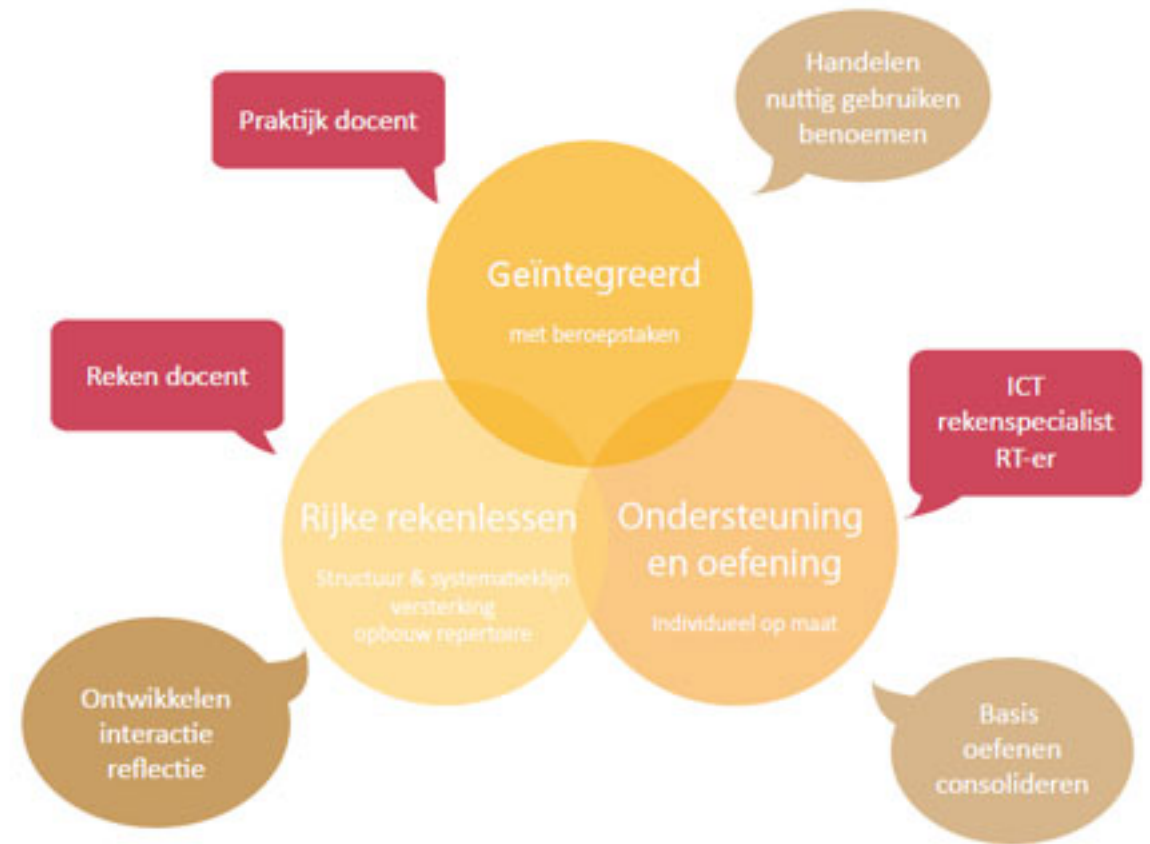 Handelen
nuttig gebruiken
benoemen
Praktijk docent
Geïntegreerd
met beroepstaken
Reken docent
ICT
rekenspecialist
RT-er
Rijke rekenlessen
Structuur & systematieklijn
versterking
opbouw repertoire
Ondersteuning
en oefening
Individueel op maat
Ontwikkelen
interactie
reflectie
Basis
oefenen
consolideren